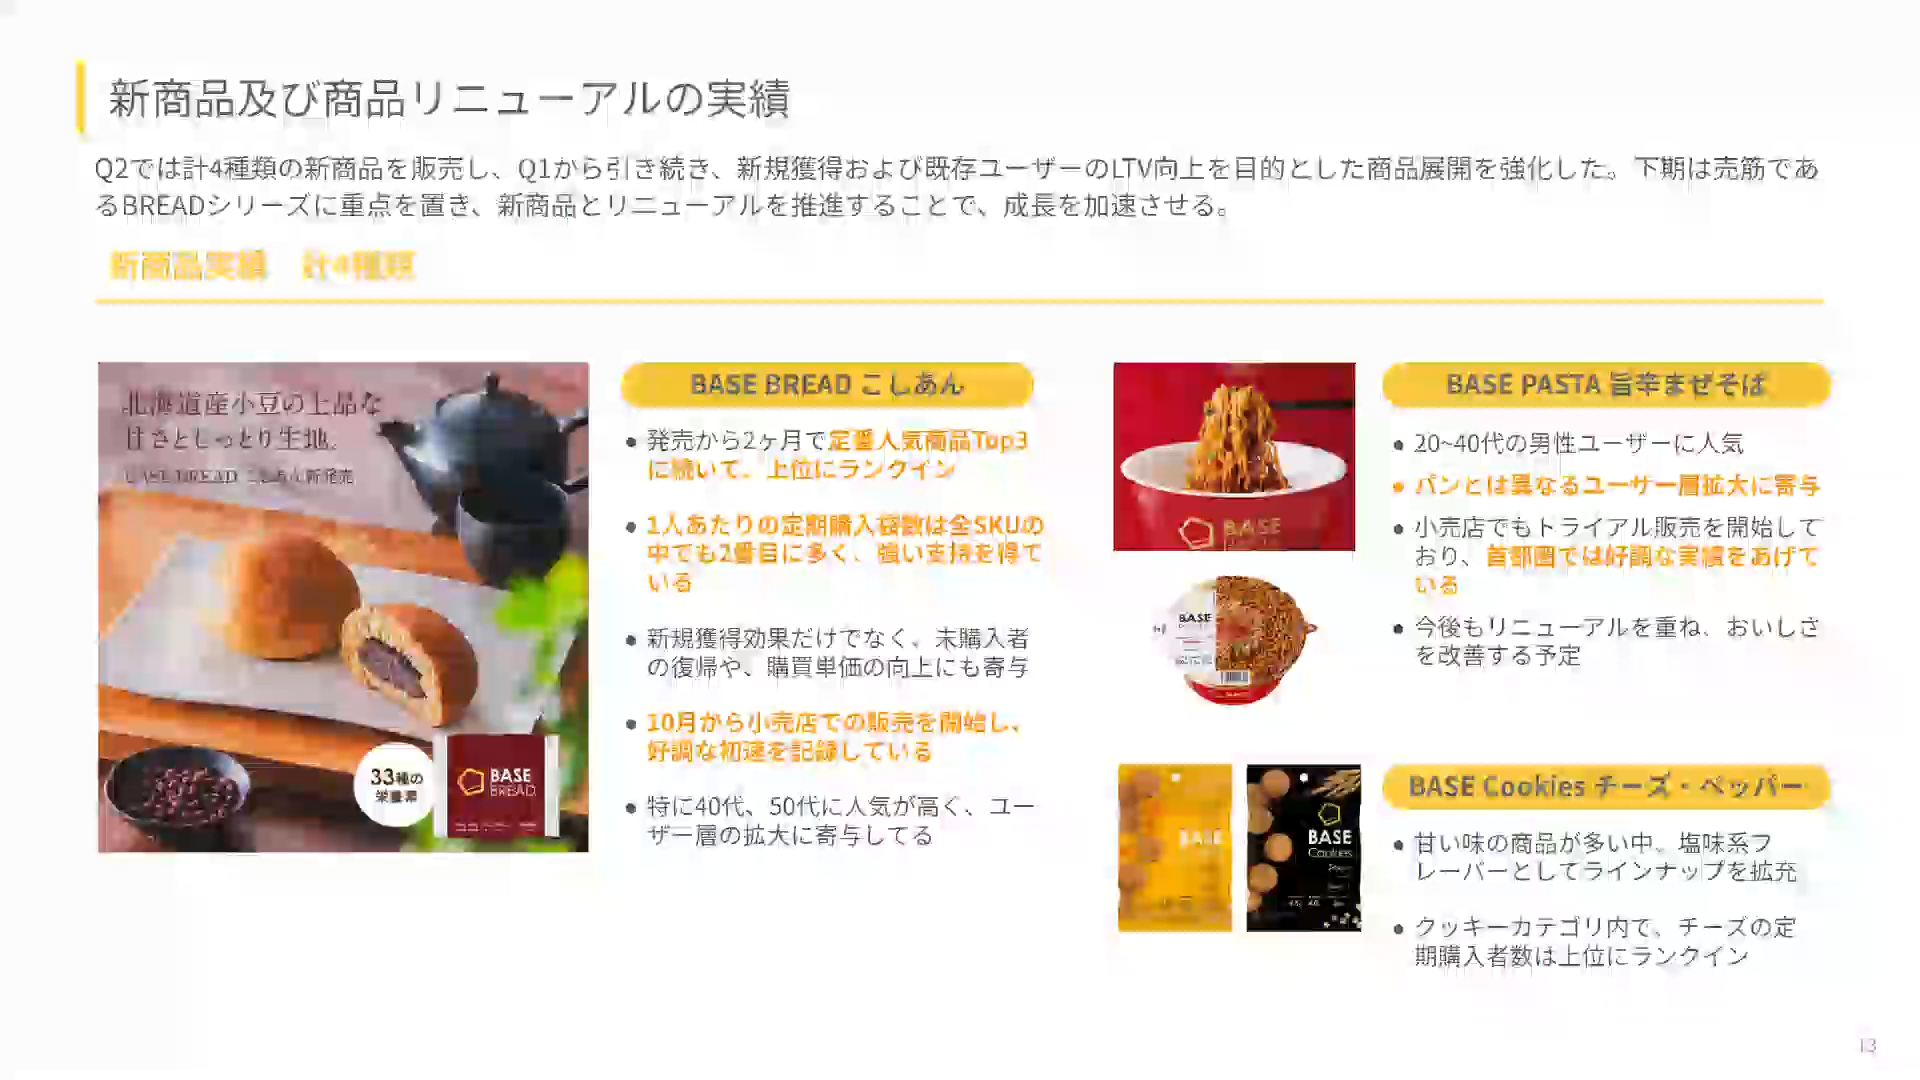 新商品及び商品リニューアルの実績
Q2では計4種類の新商品を販売し、Q1から引き続き、新規獲得および既存ユーザーのLTV向上を目的とした商品展開を強化した。下期は売筋であ
るBREADシリーズに重点を置き、新商品とリニューアルを推進することで、成長を加速させる。
新商品実績 計4種類
北海道産小豆の上品な
甘さとしっとり生地。
BASE BREAD こしあん新発売
33種の
栄養素
BASE
BREAD
BASE BREAD こしあん
● 発売から2ヶ月で定番人気商品Top3
に続いて、上位にランクイン
● 1人あたりの定期購入個数は全SKUの
中でも2番目に多く、強い支持を得て
いる
● 新規獲得効果だけでなく、未購入者
の復帰や、購買単価の向上にも寄与
● 10月から小売店での販売を開始し、
好調な初速を記録している
● 特に40代、50代に人気が高く、ユー
ザー層の拡大に寄与してる
BASE
BASE
BASE PASTA 旨辛まぜそば
● 20~40代の男性ユーザーに人気
● パンとは異なるユーザー層拡大に寄与
● 小売店でもトライアル販売を開始して
おり、首都圏では好調な実績をあげて
いる
● 今後もリニューアルを重ね、おいしさ
を改善する予定
BASE
BASE
Cookies
BASE Cookies チーズ・ペッパー
● 甘い味の商品が多い中、塩味系フ
レーバーとしてラインナップを拡充
● クッキーカテゴリ内で、チーズの定
期購入者数は上位にランクイン
13